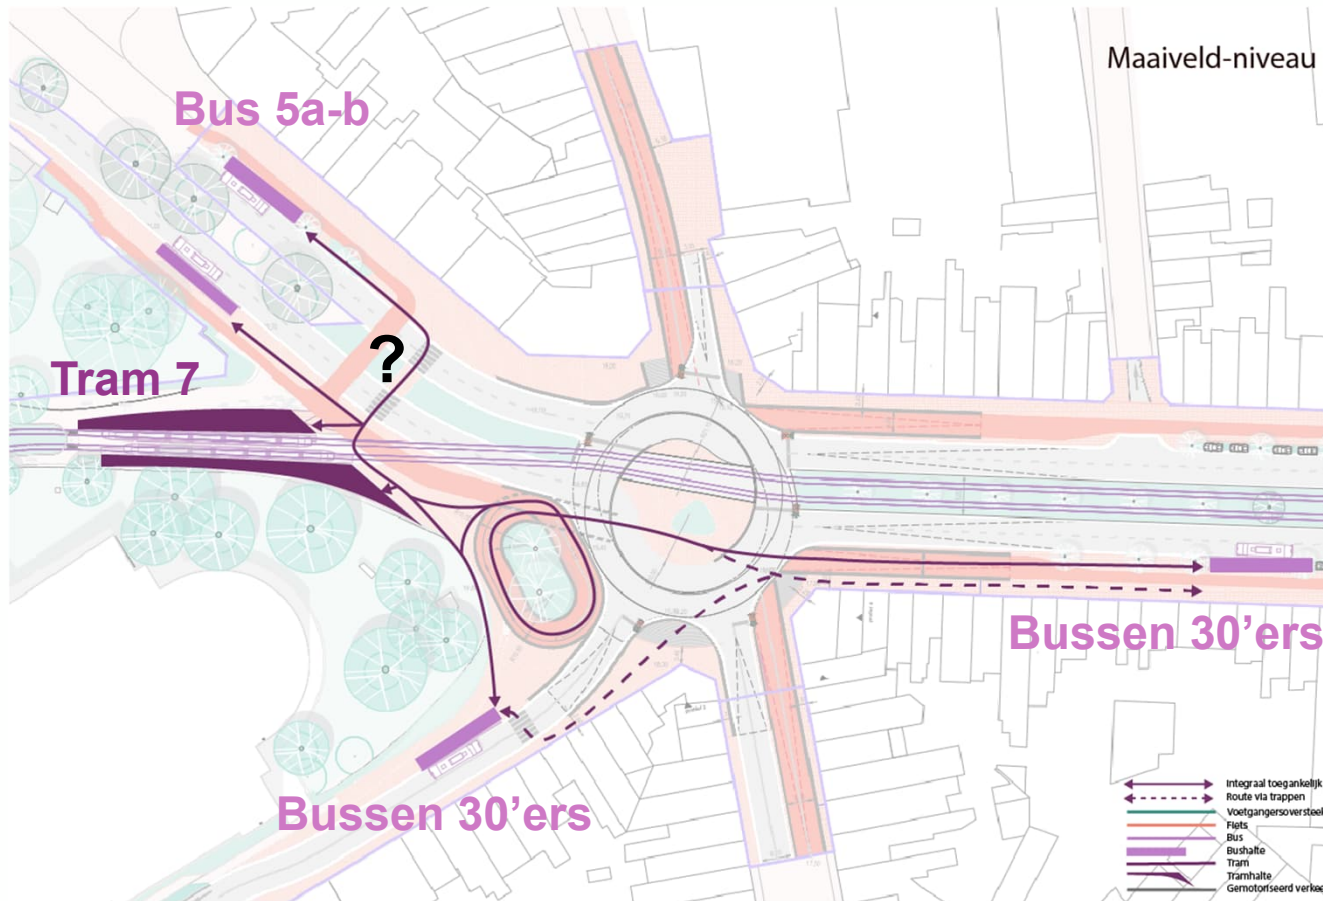 Maaiveld-niveau
Bus 5a-b
?
Tram 7
Bussen 30'ers
Bussen 30'ers
Integraal toegankelijk
Route via trappen
Voetgangersoversteek
Fiets
Bus
Bushalte
Tram
Tramhalte
Gemotoriseerd verkee